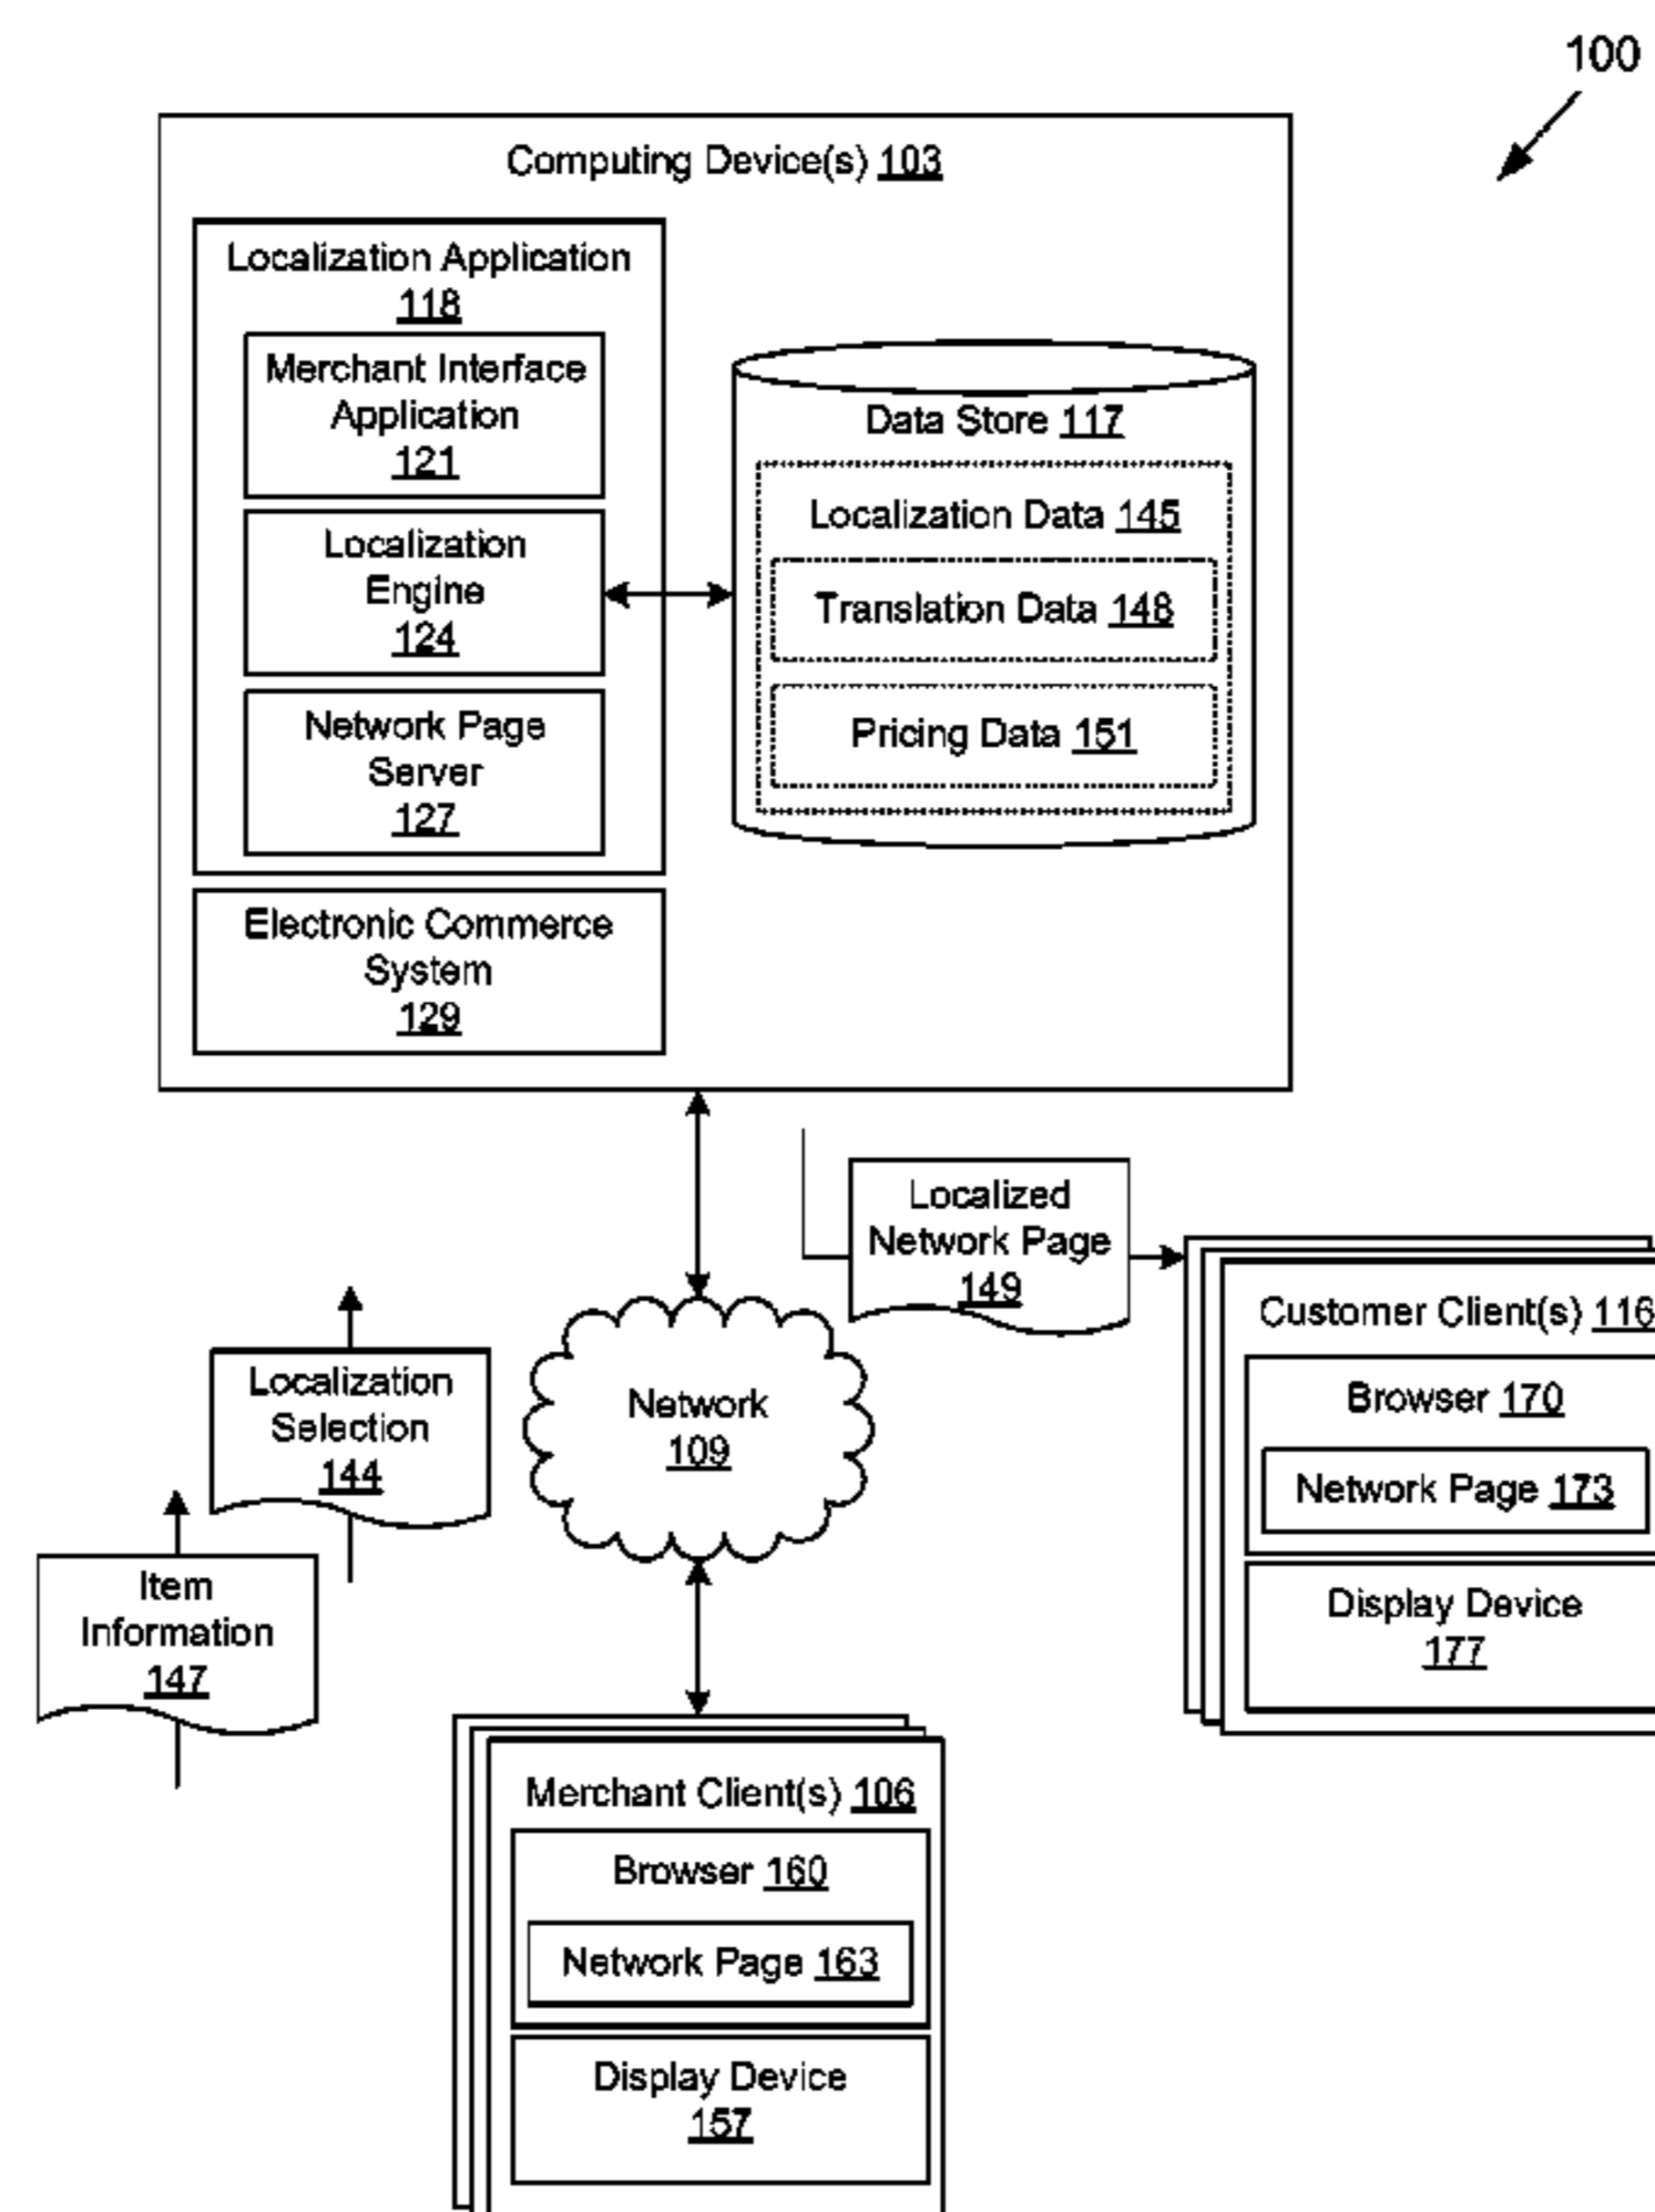 100
Computing Device(s) 103
Localization Application
118
Merchant Interface
Application
121
Localization
Engine
124
Network Page
Server
127
Electronic Commerce
System
129
Data Store 117
Localization Data 145
Translation Data 148
Pricing Data 151
Localized
Network Page
149
Localization
Selection
144
Item
Information
147
Network
109
Customer Client(s) 116
Browser 170
Network Page 173
Display Device
177
Merchant Client(s) 106
Browser 160
Network Page 163
Display Device
157